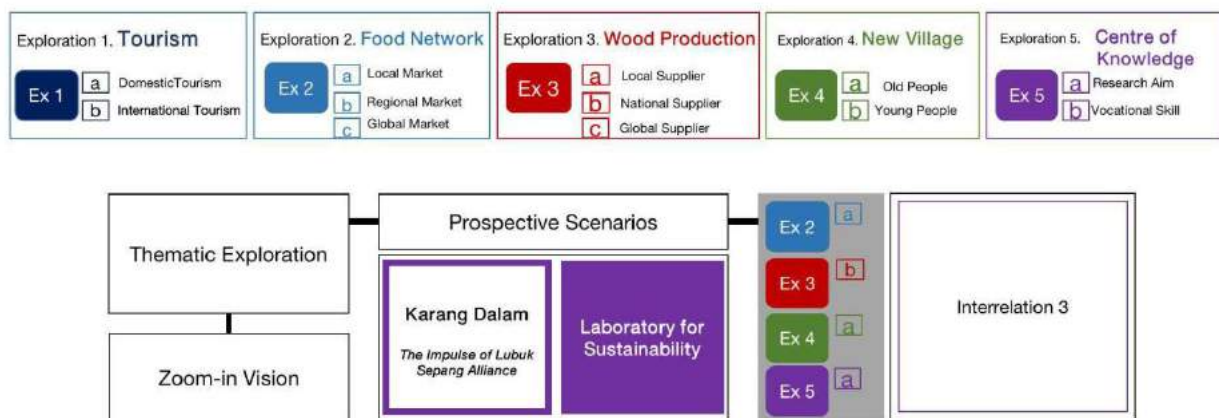 Exploration 1. Tourism
Ex 1
a DomesticTourism
b International Tourism
Exploration 2. Food Network
Ex 2
a Local Market
b Regional Market
c Global Market
Exploration 3. Wood Production
Ex 3
a Local Supplier
b National Supplier
c Global Supplier
Exploration 4. New Village
Ex 4
a Old People
b Young People
Exploration 5. Centre of
Knowledge
Ex 5
a Research Aim
b Vocational Skill
Thematic Exploration
Zoom-in Vision
Prospective Scenarios
Karang Dalam
The Impulse of Lubuk
Sepang Alliance
Laboratory for
Sustainability
Ex 2 a
Ex 3 b
Ex 4 a
Ex 5 a
Interrelation 3